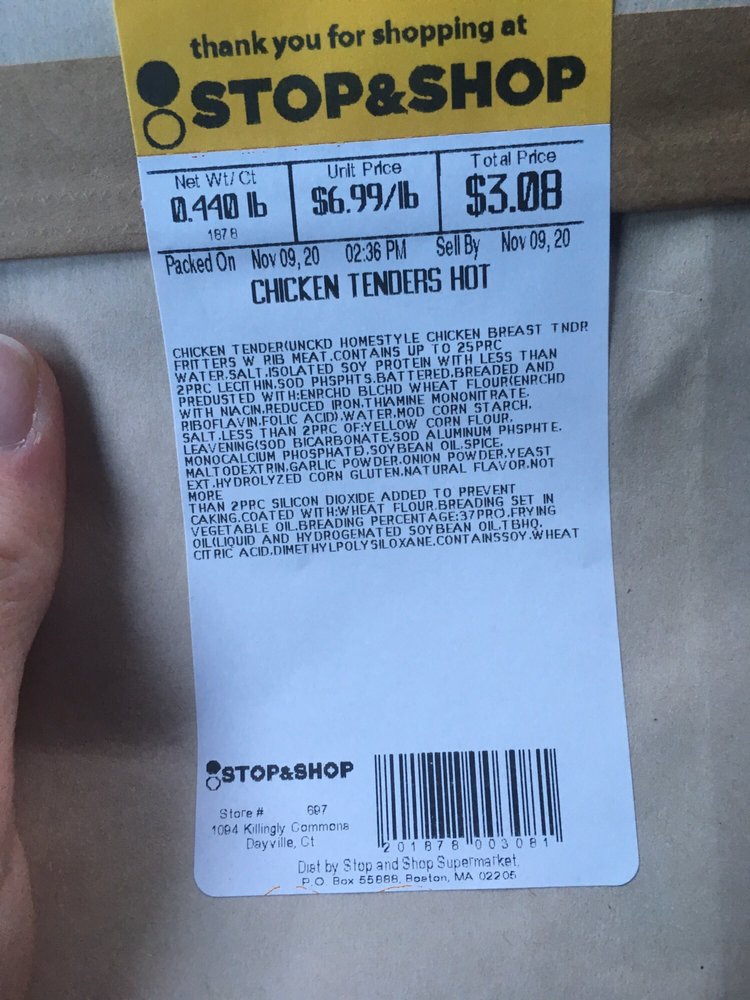 thank you for shopping at
STOP&SHOP
Net Wt/Ct Unit Price Total Price
0.440 lb $6.99/lb $3.08
1878
Packed On Nov 09, 20 02:36 PM Sell By Nov 09, 20
CHICKEN TENDERS HOT
CHICKEN TENDER(UNCKD HOMESTYLE CHICKEN BREAST TNDR
FRITTERS W RIB MEAT.CONTAINS UP TO 25PRC
WATER,SALT,ISOLATED SOY PROTEIN WITH LESS THAN
2PRC LECITHIN,SOD PHSPHTS.BATTERED,BREADED AND
PREDUSTED WITH:ENRCHD BLCHD WHEAT FLOUR(ENRCHD
WITH NIACIN,REDUCED IRON,THIAMINE MONONITRATE,
RIBOFLAVIN,FOLIC ACID),WATER,MOD CORN STARCH,
SALT,LESS THAN 2PRC OF:YELLOW CORN FLOUR,
LEAVENING(SOD BICARBONATE,SOD ALUMINUM PHSPHTE,
MONOCALCIUM PHOSPHATE),SOYBEAN OIL,SPICE,
MALTODEXTRIN,GARLIC POWDER,ONION POWDER,YEAST
EXT,HYDROLYZED CORN GLUTEN,NATURAL FLAVOR,NOT
MORE
THAN 2PRC SILICON DIOXIDE ADDED TO PREVENT
CAKING.COATED WITH:WHEAT FLOUR.BREADING SET IN
VEGETABLE OIL.BREADING PERCENTAGE:37PRC).FRYING
OIL(LIQUID AND HYDROGENATED SOYBEAN OIL,TBHQ,
CITRIC ACID,DIMETHYLPOLYSILOXANE.CONTAINSSOY,WHEAT
STOP&SHOP
Store # 697
1094 Killingly Commons
Dayville, Ct
2 01878 003081
Dist by Stop and Shop Supermarket,
P.O. Box 55888, Boston, MA 02205